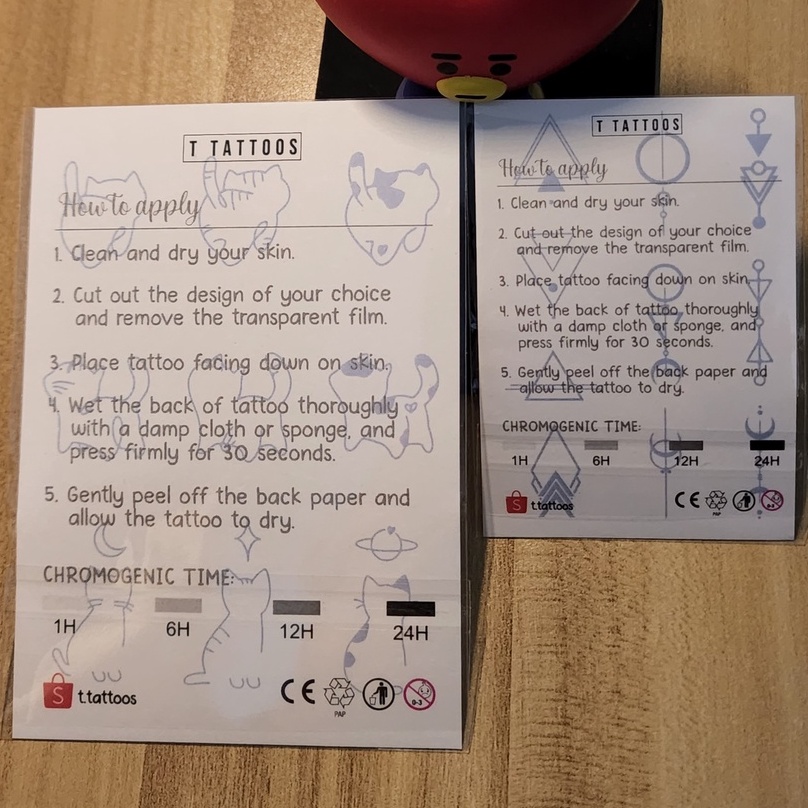 T TATTOOS
How to apply
1. Clean and dry your skin.
2. Cut out the design of your choice
and remove the transparent film.
3. Place tattoo facing down on skin.
4. Wet the back of tattoo thoroughly
with a damp cloth or sponge, and
press firmly for 30 seconds.
5. Gently peel off the back paper and
allow the tattoo to dry.
CHROMOGENIC TIME:
1H 6H 12H 24H
S t.tattoos CE PAP 0-3
T TATTOOS
How to apply
1. Clean and dry your skin.
2. Cut out the design of your choice
and remove the transparent film.
3. Place tattoo facing down on skin.
4. Wet the back of tattoo thoroughly
with a damp cloth or sponge, and
press firmly for 30 seconds.
5. Gently peel off the back paper and
allow the tattoo to dry.
CHROMOGENIC TIME:
1H 6H 12H 24H
S t.tattoos CE PAP 0-3